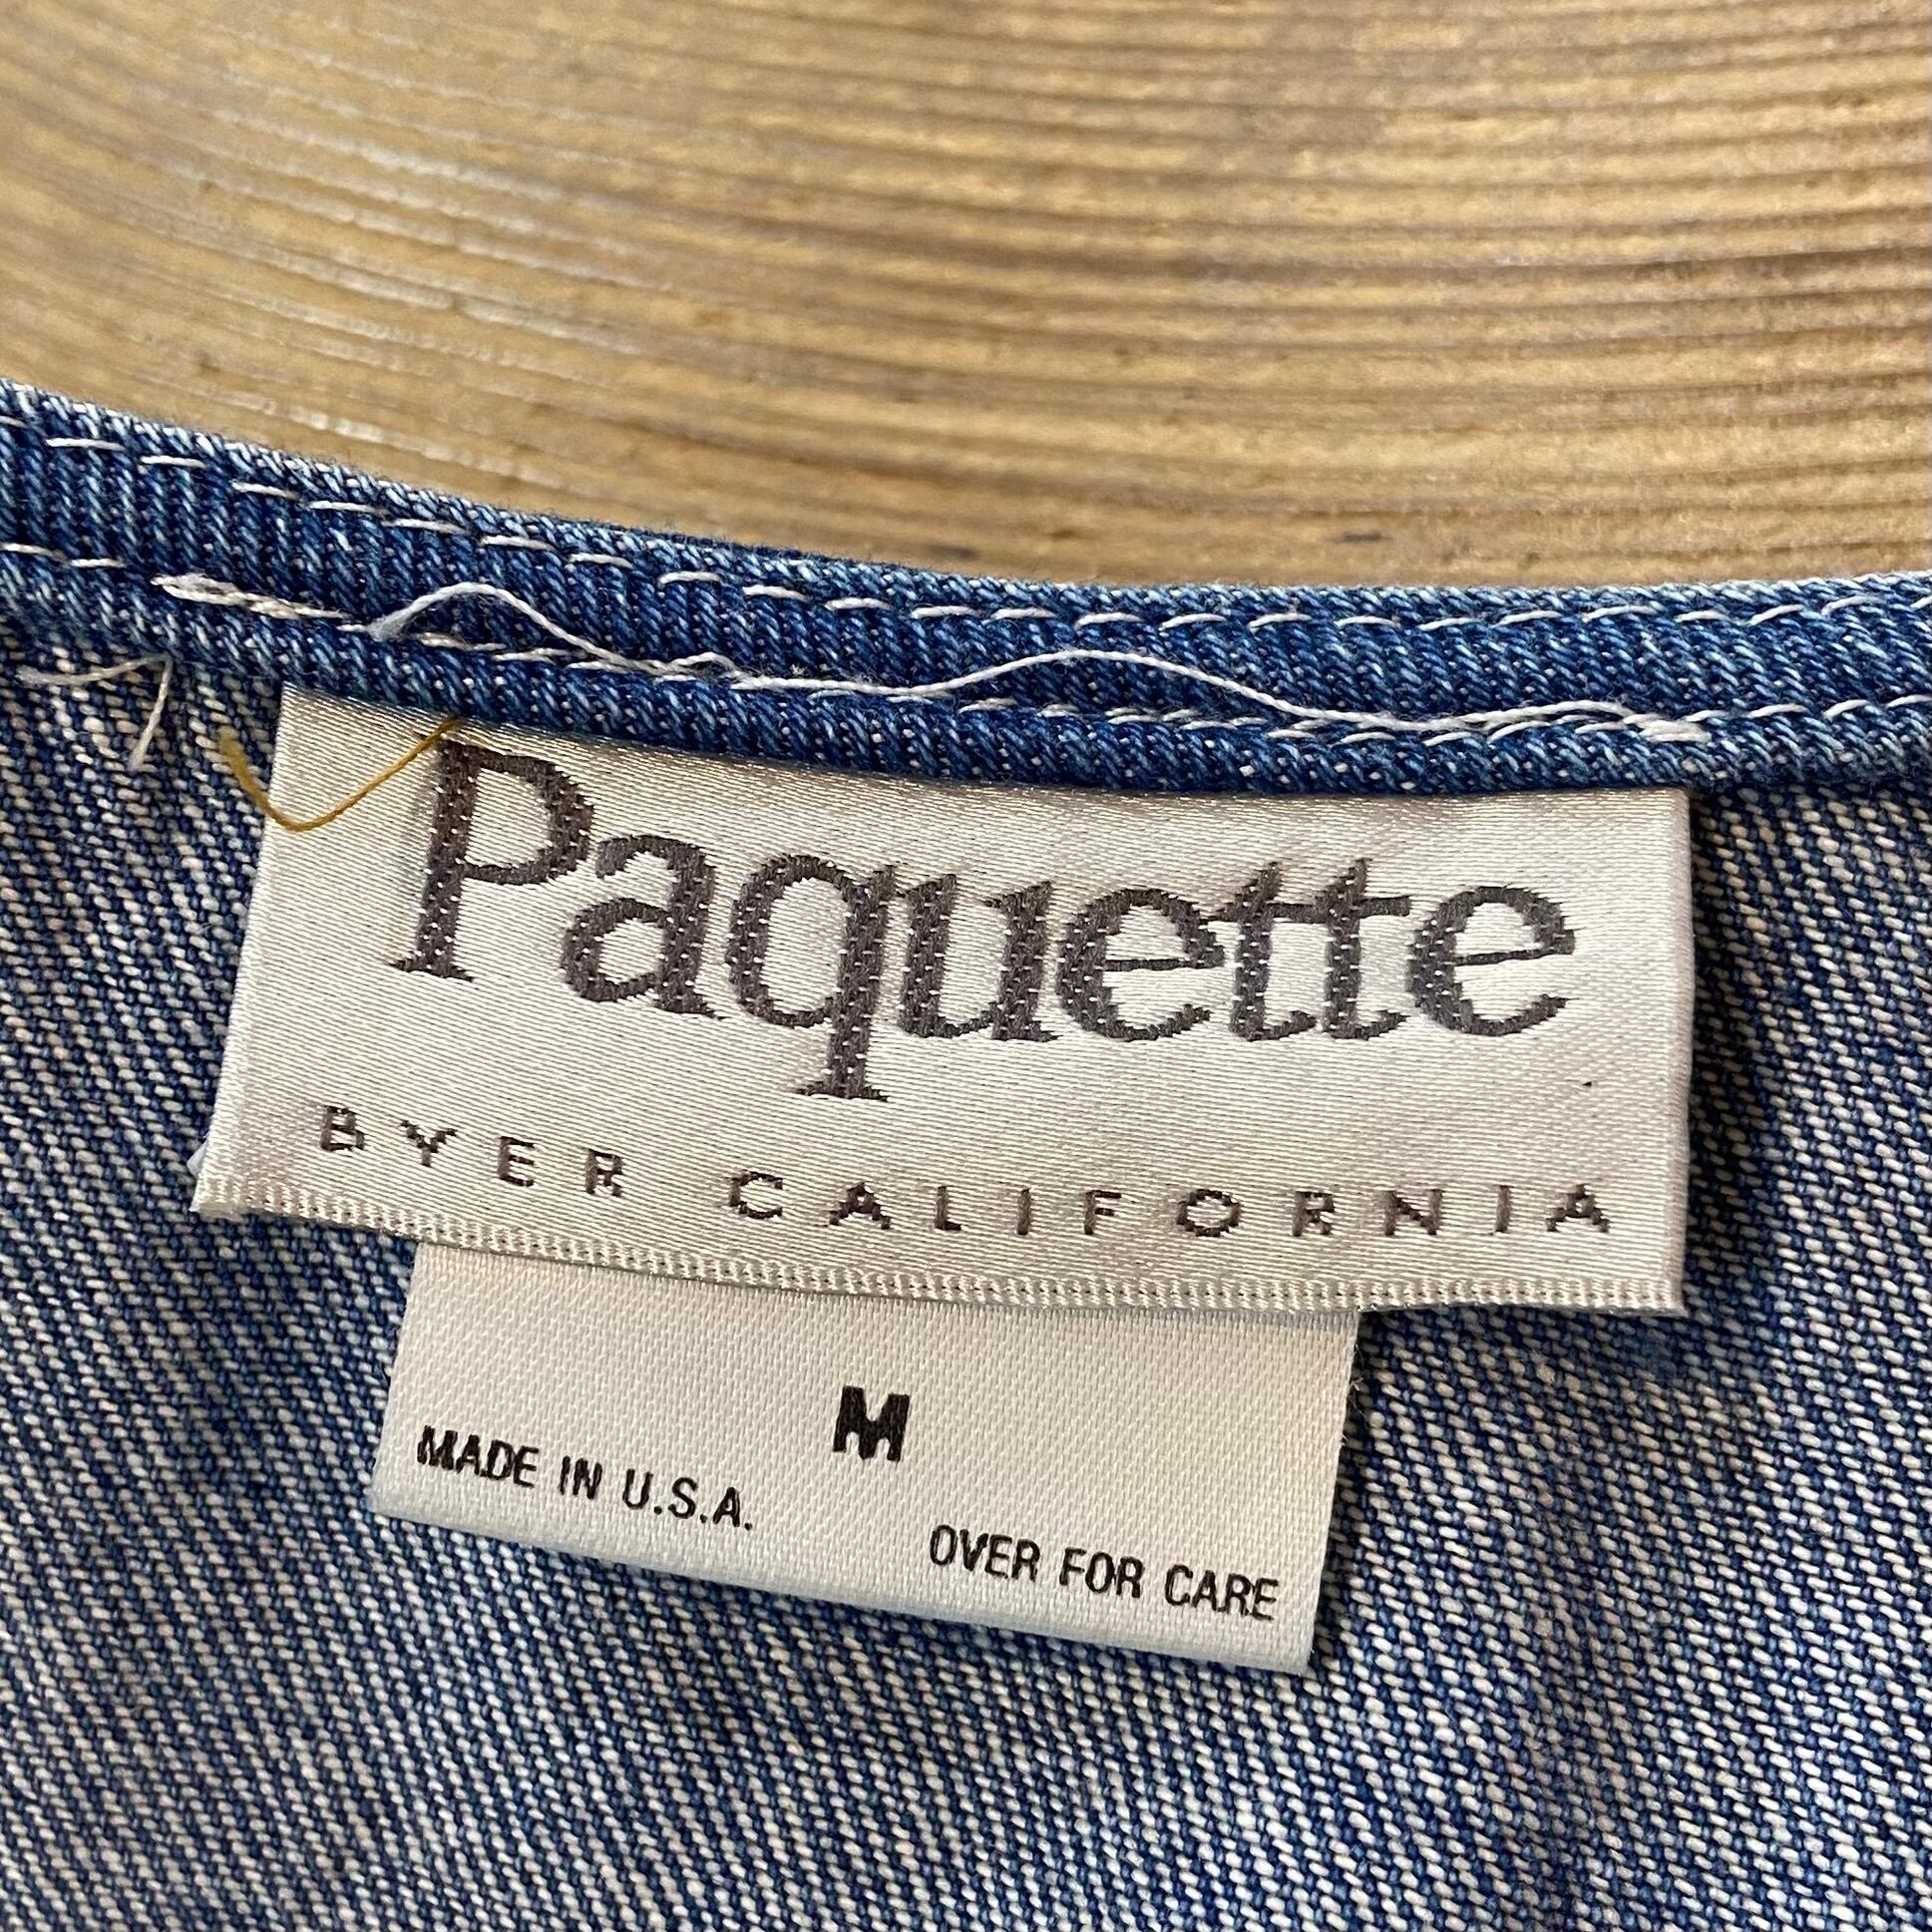 Paquette
BYER CALIFORNIA
M
MADE IN U.S.A.
OVER FOR CARE